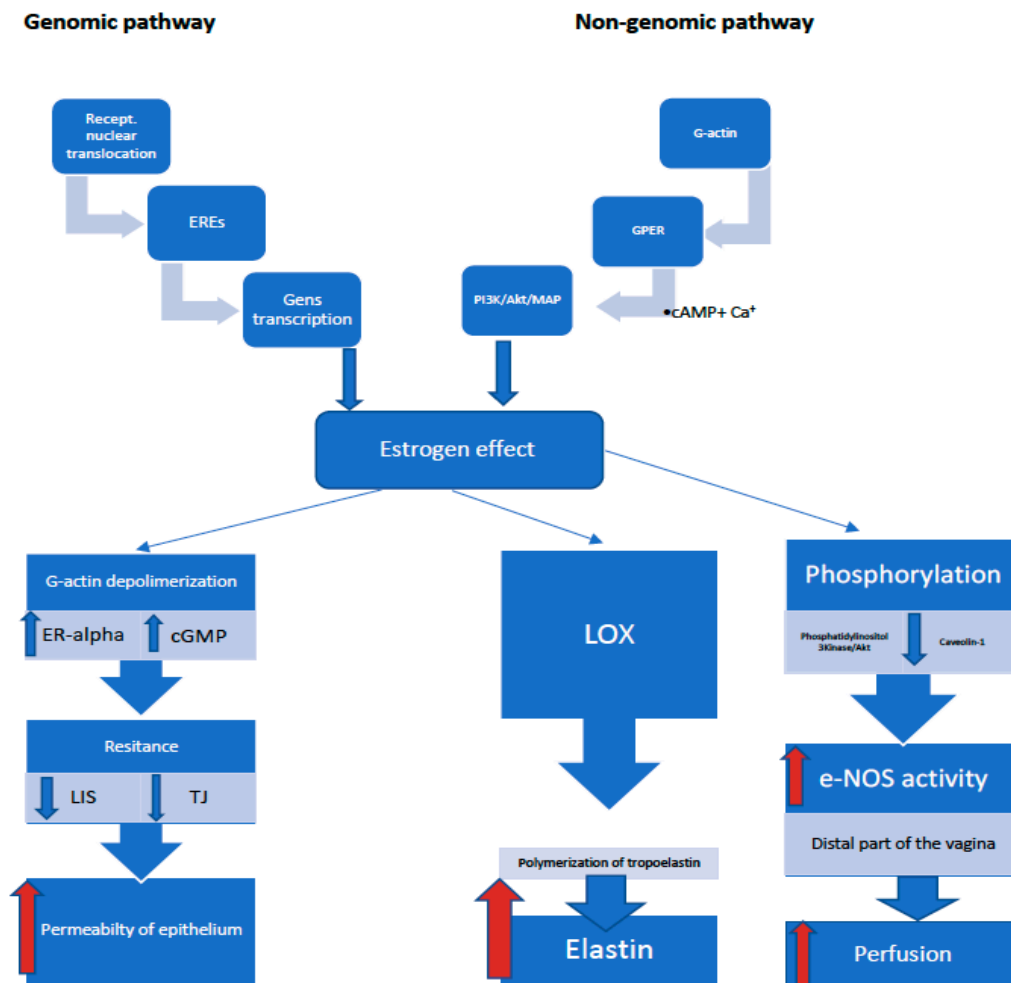 Genomic pathway
Non-genomic pathway
Recept.
nuclear
translocation
G-actin
EREs
GPER
Gens
transcription
PI3K/Akt/MAP
•cAMP+ Ca⁺
Estrogen effect
G-actin depolimerization
ER-alpha
cGMP
Resitance
LIS
TJ
Permeabilty of epithelium
LOX
Polymerization of tropoelastin
Elastin
Phosphorylation
Phosphatidylinositol
3Kinase/Akt
Caveolin-1
e-NOS activity
Distal part of the vagina
Perfusion